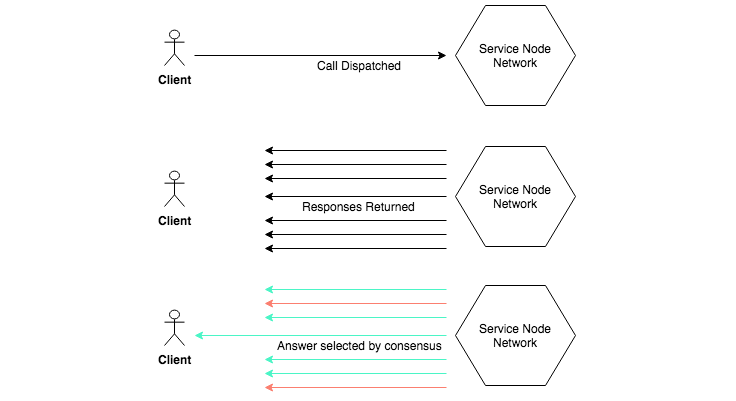 Service Node
Network
Call Dispatched
Client
Service Node
Network
Responses Returned
Client
Service Node
Network
Answer selected by consensus
Client